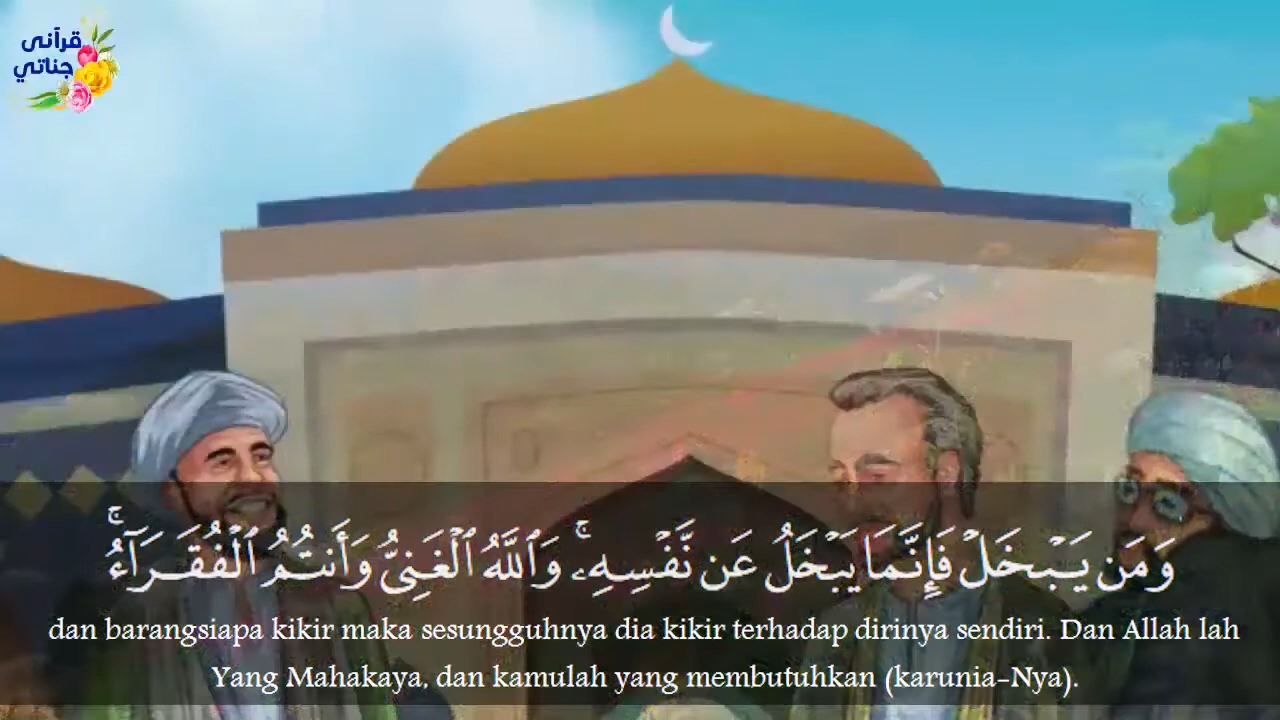 قرآنی
جناتي
وَمَن يَبْخَلْ فَإِنَّمَا يَبْخَلُ عَن نَّفْسِهِۦ ۚ وَٱللَّهُ ٱلْغَنِىُّ وَأَنتُمُ ٱلْفُقَرَآءُ ۚ
dan barangsiapa kikir maka sesungguhnya dia kikir terhadap dirinya sendiri. Dan Allah lah
Yang Mahakaya, dan kamulah yang membutuhkan (karunia-Nya).